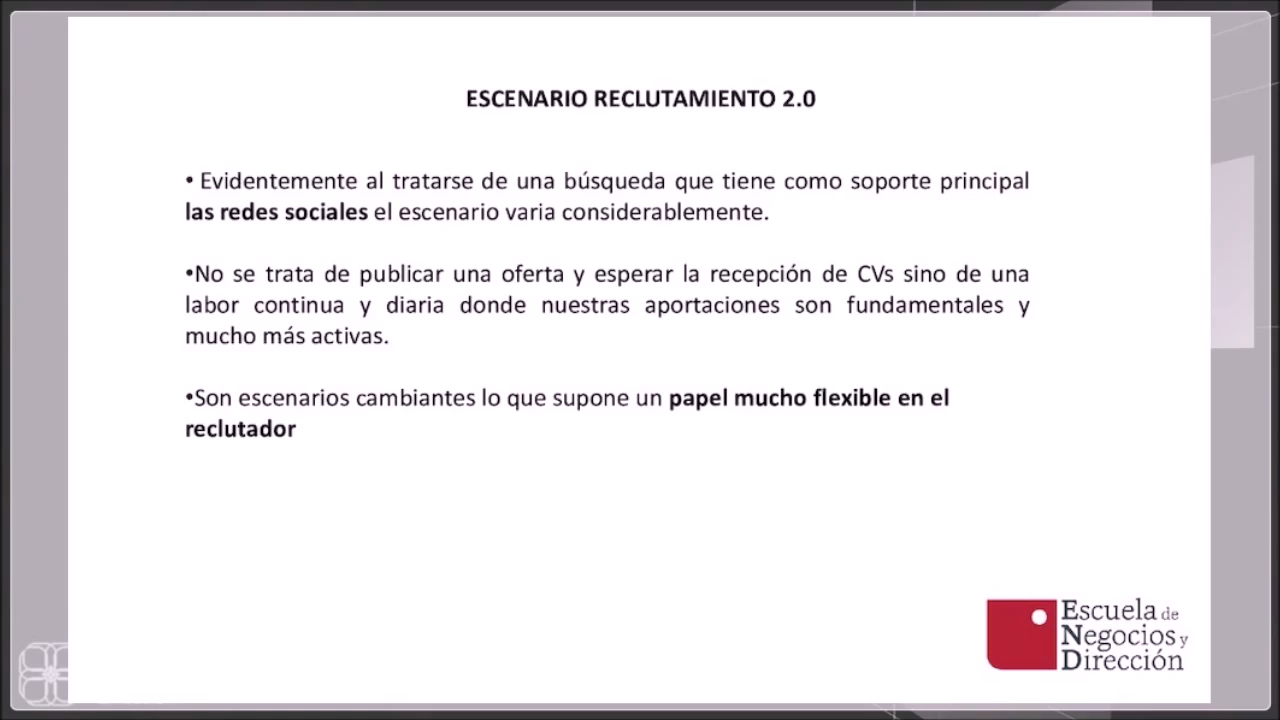 ESCENARIO RECLUTAMIENTO 2.0
• Evidentemente al tratarse de una búsqueda que tiene como soporte principal
las redes sociales el escenario varia considerablemente.
•No se trata de publicar una oferta y esperar la recepción de CVs sino de una
labor continua y diaria donde nuestras aportaciones son fundamentales y
mucho más activas.
•Son escenarios cambiantes lo que supone un papel mucho flexible en el
reclutador
Escuela de
Negocios y
Dirección